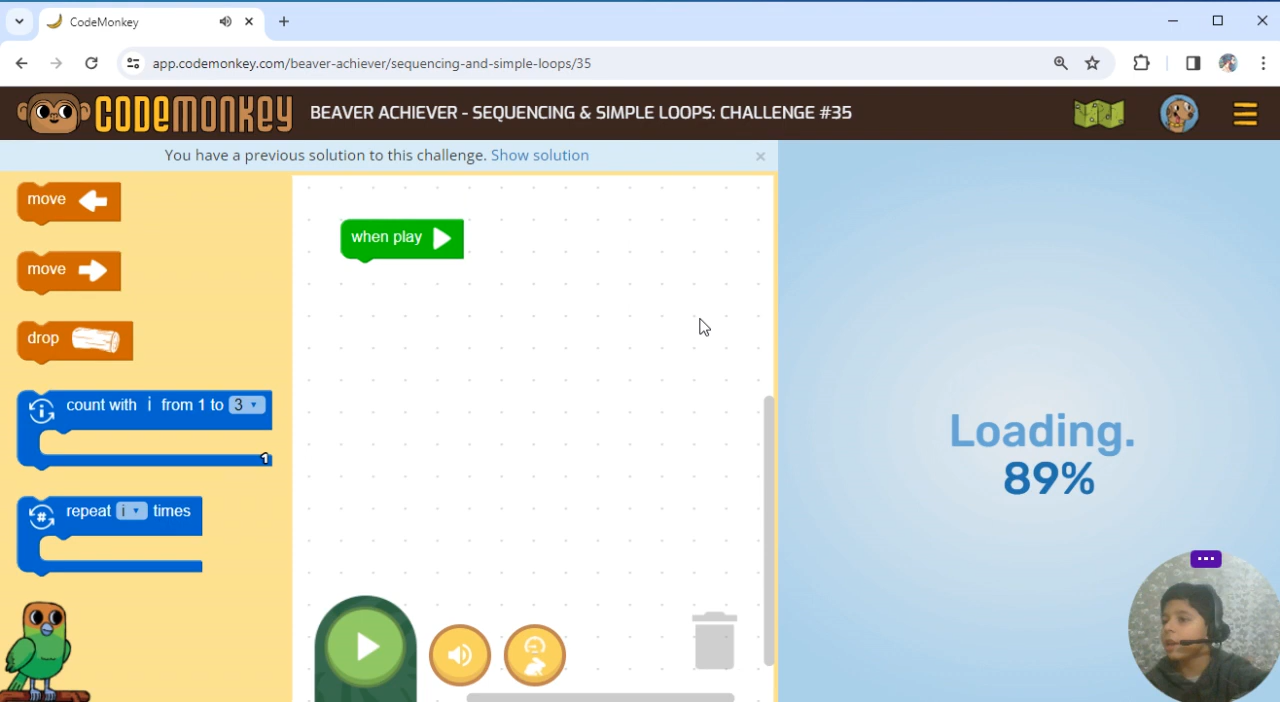 CodeMonkey
app.codemonkey.com/beaver-achiever/sequencing-and-simple-loops/35
CODEMONKEY
BEAVER ACHIEVER - SEQUENCING & SIMPLE LOOPS: CHALLENGE #35
You have a previous solution to this challenge. Show solution
move
when play
move
drop
count with i from 1 to 3
1
repeat i times
Loading.
89%